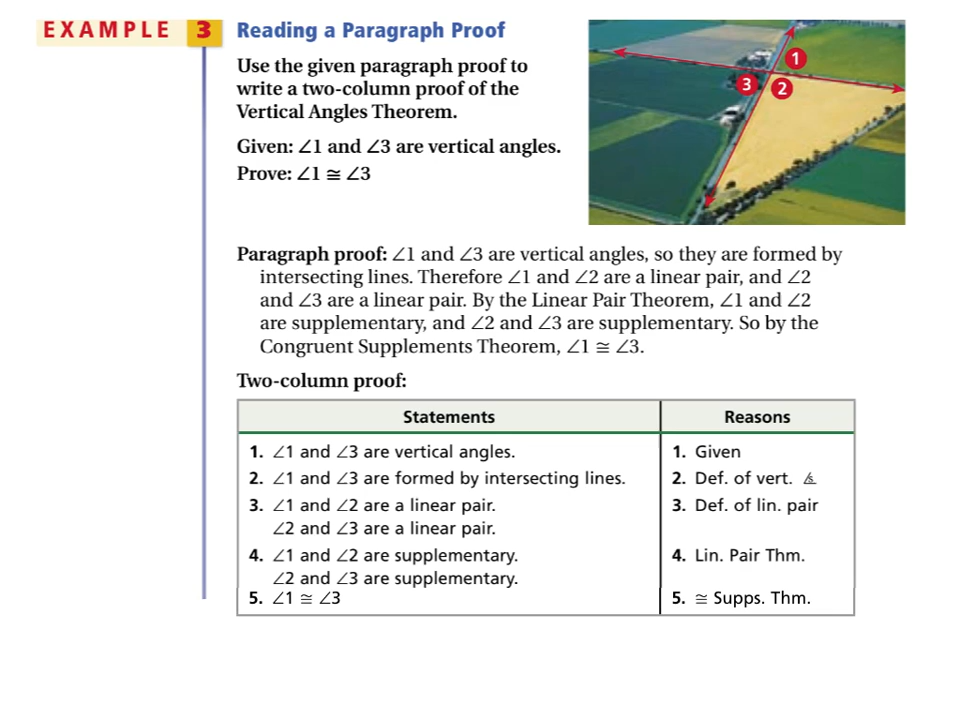 EXAMPLE 3 Reading a Paragraph Proof
Use the given paragraph proof to
write a two-column proof of the
Vertical Angles Theorem.
Given: ∠1 and ∠3 are vertical angles.
Prove: ∠1 ≅ ∠3
1
3
2
Paragraph proof: ∠1 and ∠3 are vertical angles, so they are formed by
intersecting lines. Therefore ∠1 and ∠2 are a linear pair, and ∠2
and ∠3 are a linear pair. By the Linear Pair Theorem, ∠1 and ∠2
are supplementary, and ∠2 and ∠3 are supplementary. So by the
Congruent Supplements Theorem, ∠1 ≅ ∠3.
Two-column proof:
Statements Reasons
1. ∠1 and ∠3 are vertical angles. 1. Given
2. ∠1 and ∠3 are formed by intersecting lines. 2. Def. of vert. ∡
3. ∠1 and ∠2 are a linear pair. 3. Def. of lin. pair
∠2 and ∠3 are a linear pair.
4. ∠1 and ∠2 are supplementary. 4. Lin. Pair Thm.
∠2 and ∠3 are supplementary.
5. ∠1 ≅ ∠3 5. ≅ Supps. Thm.